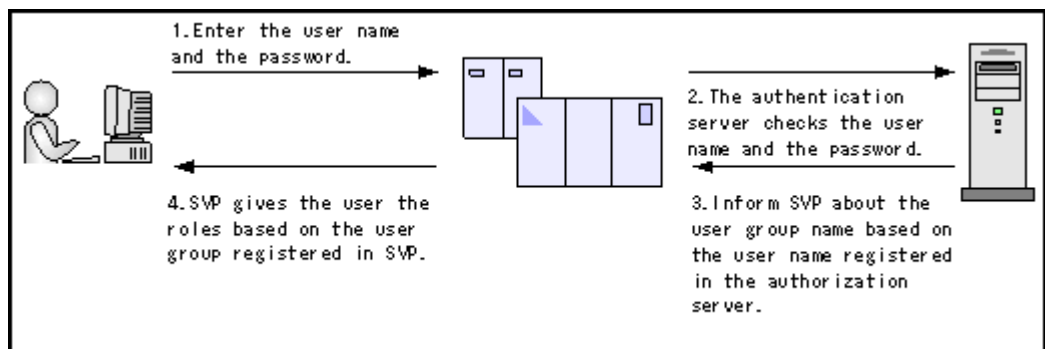 1.Enter the user name
and the password.
2.The authentication
server checks the user
name and the password.
3.Inform SVP about the
user group name based on
the user name registered
in the authorization
server.
4.SVP gives the user the
roles based on the user
group registered in SVP.